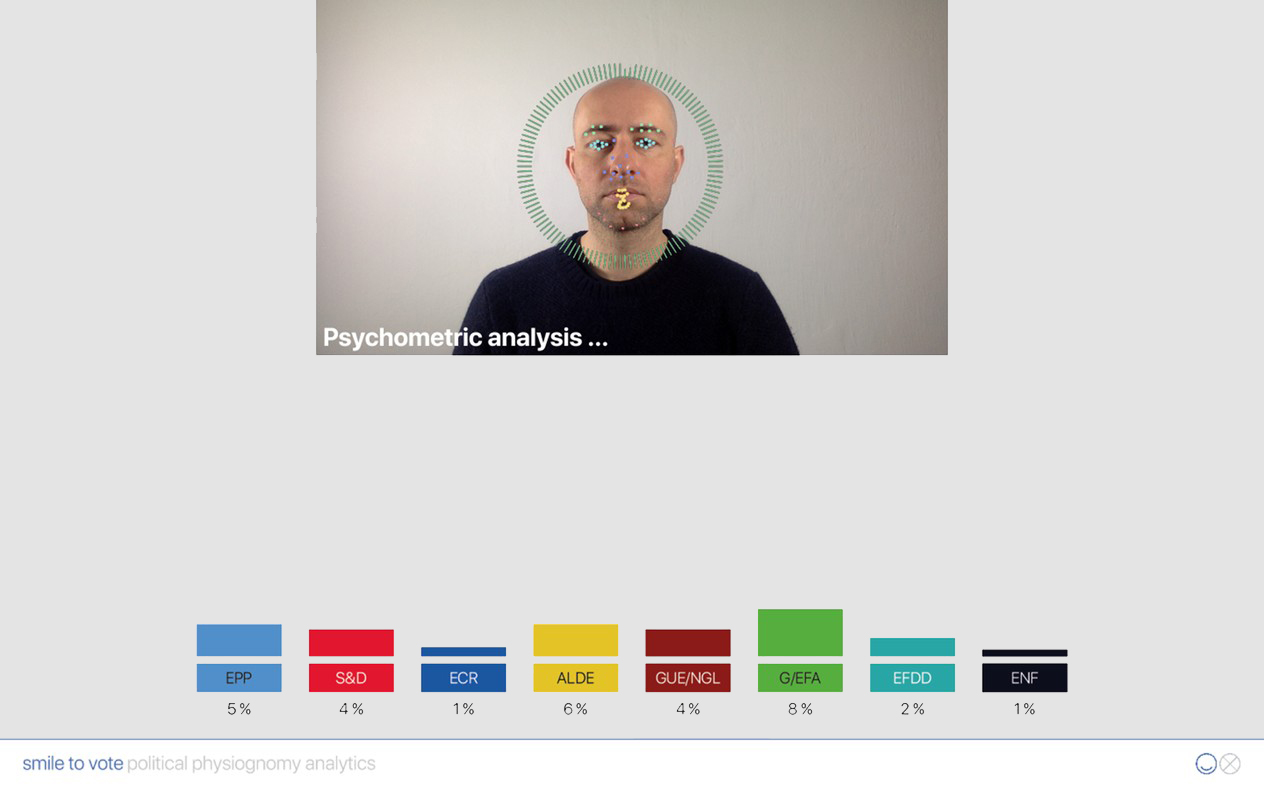 Psychometric analysis ...
EPP S&D ECR ALDE GUE/NGL G/EFA EFDD ENF
5 % 4 % 1 % 6 % 4 % 8 % 2 % 1 %
smile to vote political physiognomy analytics